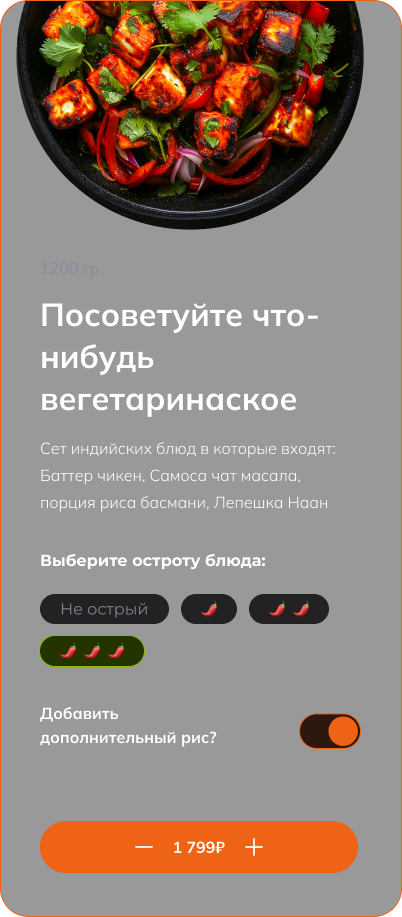 1200 гр
Посоветуйте что-
нибудь
вегетаринаское
Сет индийских блюд в которые входят:
Баттер чикен, Самоса чат масала,
порция риса басмани, Лепешка Наан
Выберите остроту блюда:
Не острый
Добавить
дополнительный рис?
1 799₽